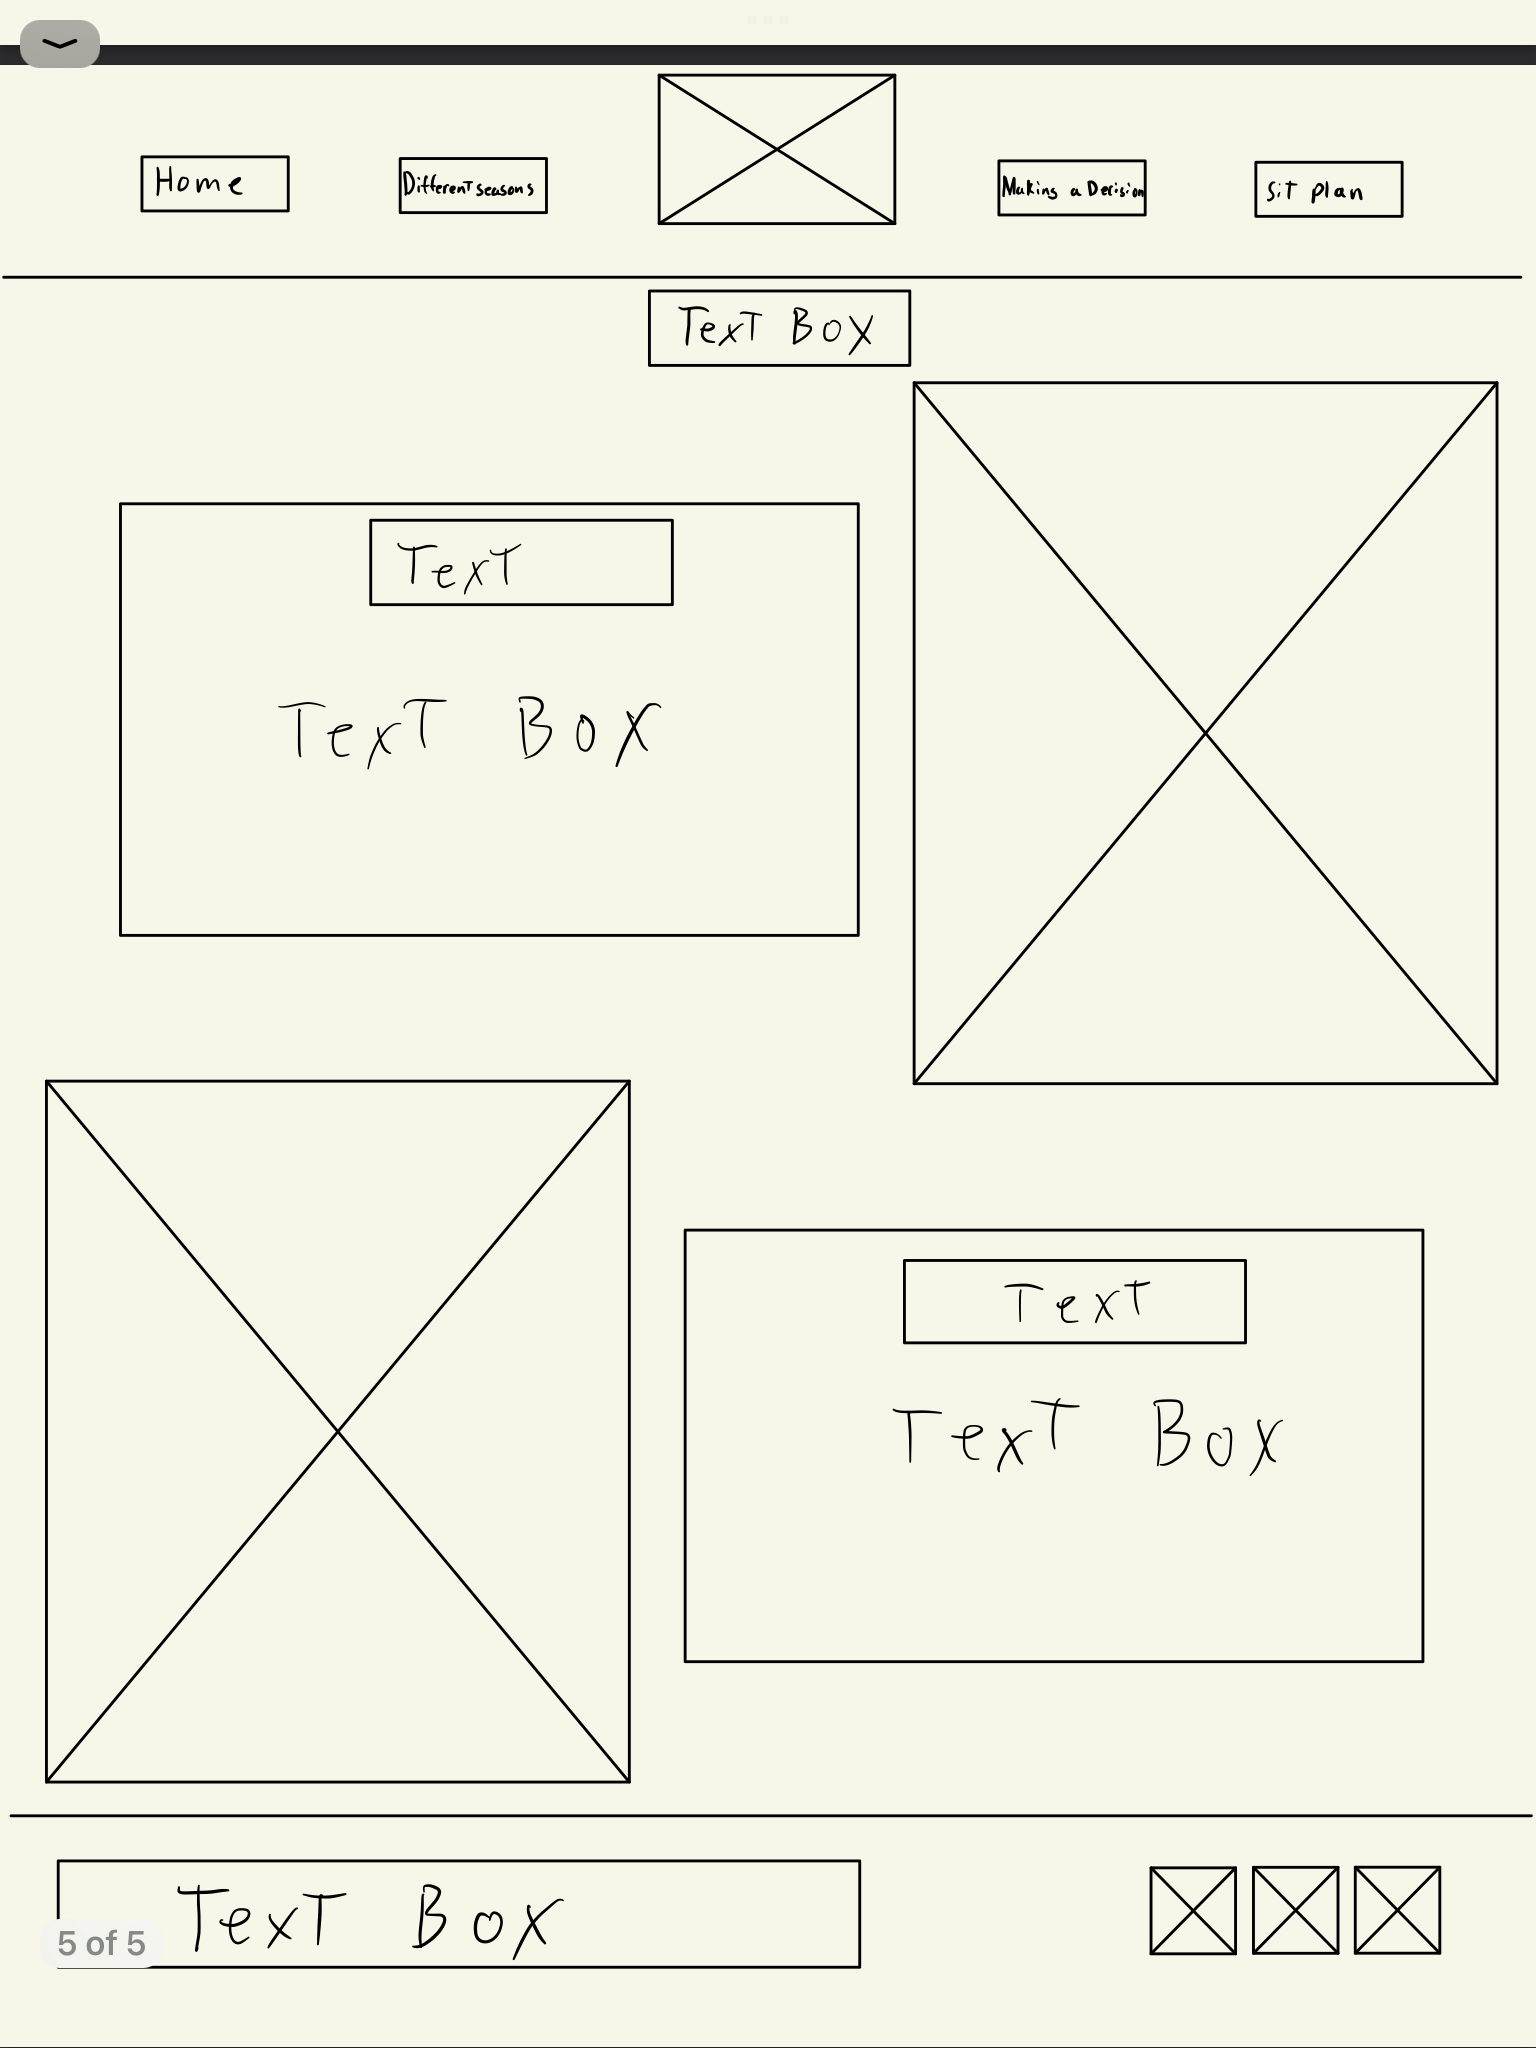 Home
Different seasons
Making a Decision
Sit plan
Text Box
Text
Text Box
Text
Text Box
Text Box
5 of 5